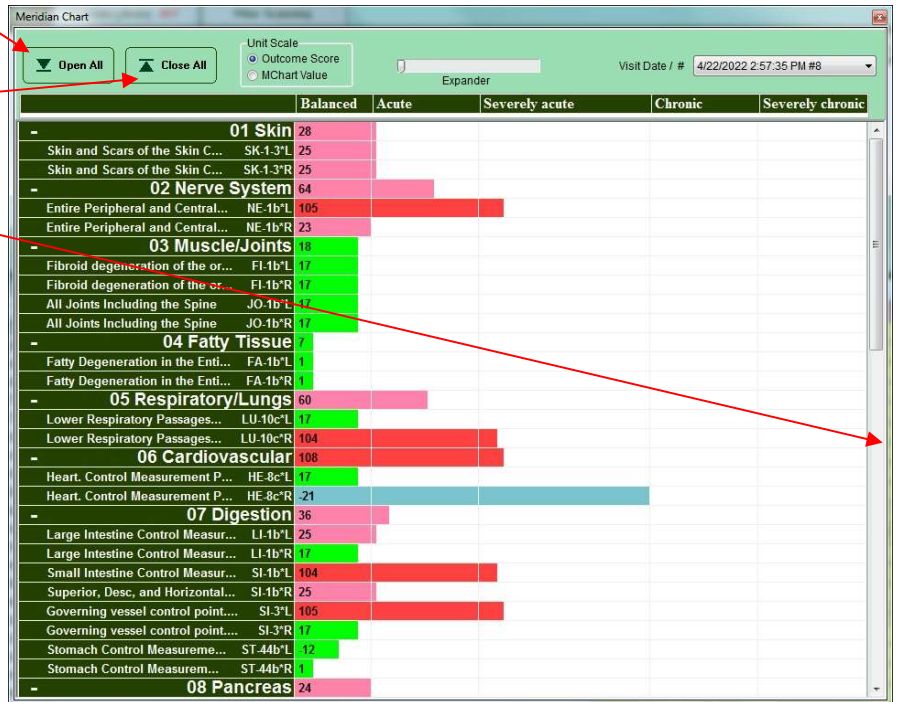 Meridian Chart
Open All
Close All
Unit Scale
Outcome Score
MChart Value
Expander
Visit Date / # 4/22/2022 2:57:35 PM #8
Balanced Acute Severely acute Chronic Severely chronic
- 01 Skin 28
Skin and Scars of the Skin C... SK-1-3*L 25
Skin and Scars of the Skin C... SK-1-3*R 25
- 02 Nerve System 64
Entire Peripheral and Central... NE-1b*L 105
Entire Peripheral and Central... NE-1b*R 23
- 03 Muscle/Joints 18
Fibroid degeneration of the or... FI-1b*L 17
Fibroid degeneration of the or... FI-1b*R 17
All Joints Including the Spine JO-1b*L 17
All Joints Including the Spine JO-1b*R 17
- 04 Fatty Tissue 7
Fatty Degeneration in the Enti... FA-1b*L 1
Fatty Degeneration in the Enti... FA-1b*R 1
- 05 Respiratory/Lungs 60
Lower Respiratory Passages... LU-10c*L 17
Lower Respiratory Passages... LU-10c*R 104
- 06 Cardiovascular 108
Heart. Control Measurement P... HE-8c*L 17
Heart. Control Measurement P... HE-8c*R -21
- 07 Digestion 36
Large Intestine Control Measur... LI-1b*L 25
Large Intestine Control Measur... LI-1b*R 17
Small Intestine Control Measur... SI-1b*L 104
Superior, Desc, and Horizontal... SI-1b*R 25
Governing vessel control point.... SI-3*L 105
Governing vessel control point.... SI-3*R 17
Stomach Control Measureme... ST-44b*L -12
Stomach Control Measurem... ST-44b*R 1
- 08 Pancreas 24